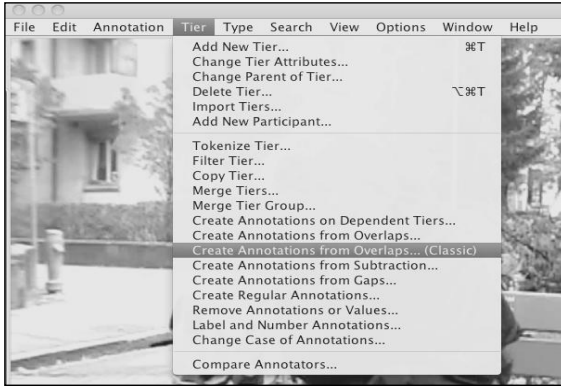 File Edit Annotation Tier Type Search View Options Window Help
Add New Tier... ⌘T
Change Tier Attributes...
Change Parent of Tier...
Delete Tier... ⌥⌘T
Import Tiers...
Add New Participant...
Tokenize Tier...
Filter Tier...
Copy Tier...
Merge Tiers...
Merge Tier Group...
Create Annotations on Dependent Tiers...
Create Annotations from Overlaps...
Create Annotations from Overlaps... (Classic)
Create Annotations from Subtraction...
Create Annotations from Gaps...
Create Regular Annotations...
Remove Annotations or Values...
Label and Number Annotations...
Change Case of Annotations...
Compare Annotators...